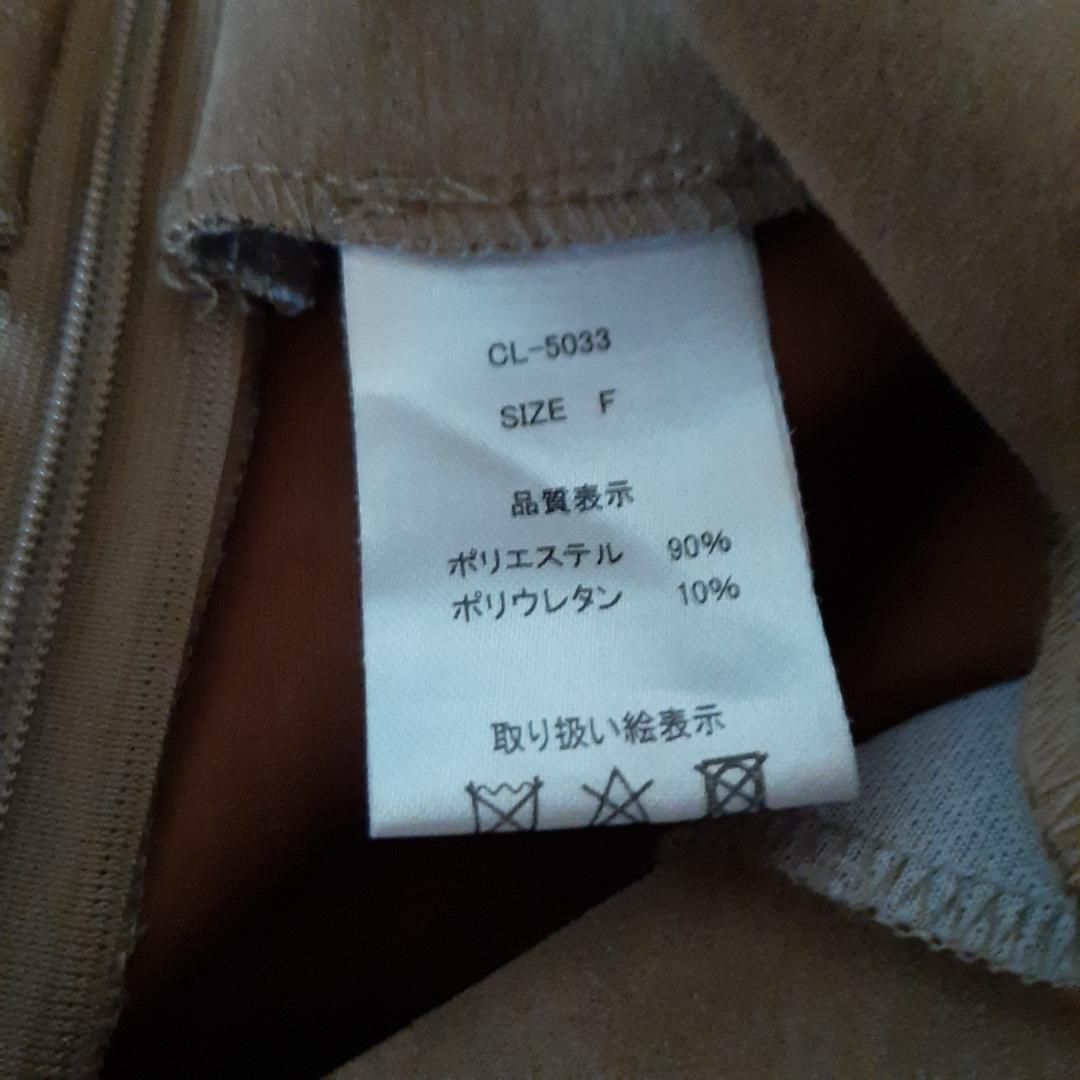 CL-5033
SIZE F
品質表示
ポリエステル 90%
ポリウレタン 10%
取り扱い絵表示